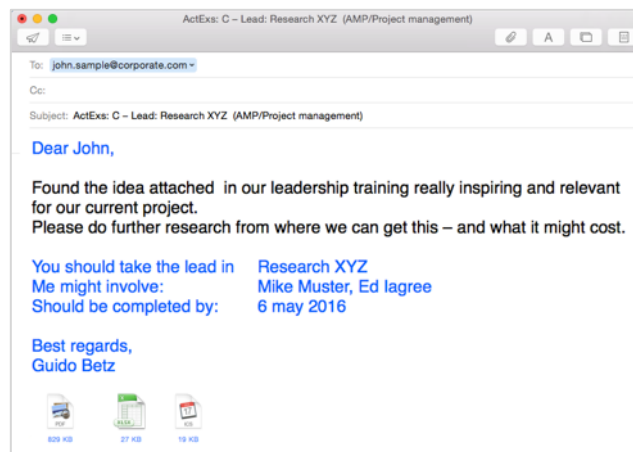 ActExs: C – Lead: Research XYZ (AMP/Project management)
A
To: john.sample@corporate.com
Cc:
Subject: ActExs: C – Lead: Research XYZ (AMP/Project management)
Dear John,
Found the idea attached in our leadership training really inspiring and relevant
for our current project.
Please do further research from where we can get this – and what it might cost.
You should take the lead in Research XYZ
Me might involve: Mike Muster, Ed Iagree
Should be completed by: 6 may 2016
Best regards,
Guido Betz
PDF XLSX 17 ICS
829 KB 27 KB 19 KB